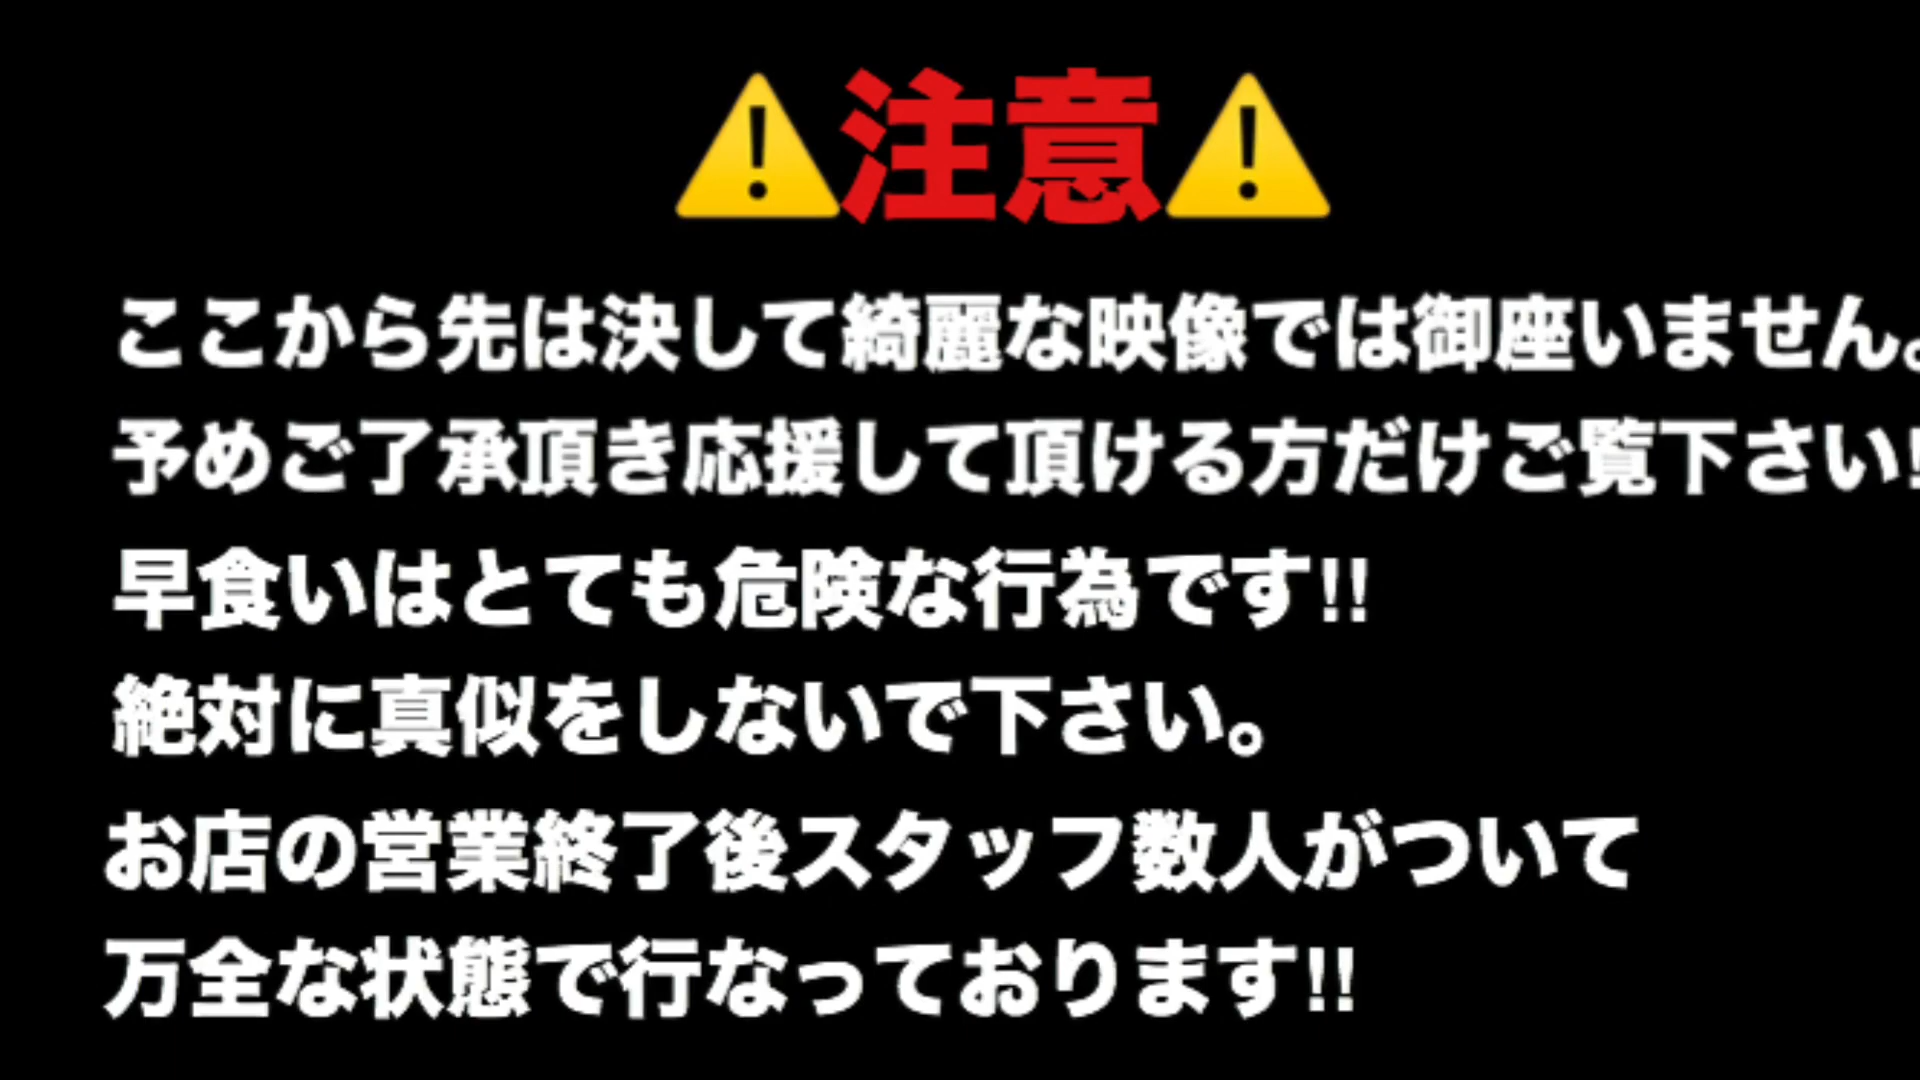 ⚠️注意⚠️
ここから先は決して綺麗な映像では御座いません。
予めご了承頂き応援して頂ける方だけご覧下さい!
早食いはとても危険な行為です!!
絶対に真似をしないで下さい。
お店の営業終了後スタッフ数人がついて
万全な状態で行なっております!!